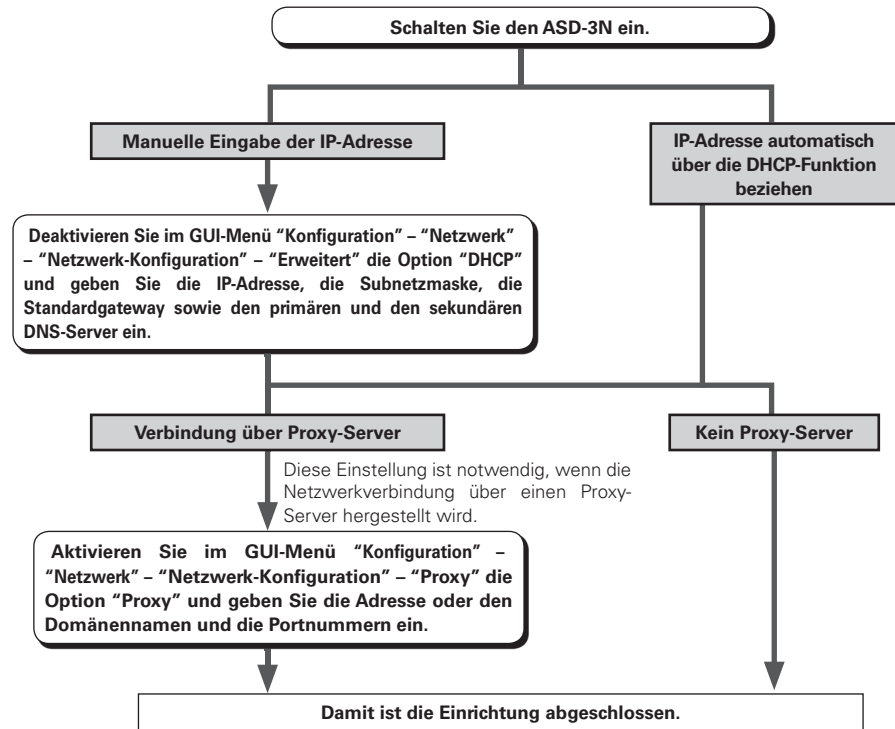 Schalten Sie den ASD-3N ein.
Manuelle Eingabe der IP-Adresse
IP-Adresse automatisch
über die DHCP-Funktion
beziehen
Deaktivieren Sie im GUI-Menü “Konfiguration” – “Netzwerk”
– “Netzwerk-Konfiguration” – “Erweitert” die Option “DHCP”
und geben Sie die IP-Adresse, die Subnetzmaske, die
Standardgateway sowie den primären und den sekundären
DNS-Server ein.
Verbindung über Proxy-Server
Kein Proxy-Server
Diese Einstellung ist notwendig, wenn die
Netzwerkverbindung über einen Proxy-
Server hergestellt wird.
Aktivieren Sie im GUI-Menü “Konfiguration” –
“Netzwerk” – “Netzwerk-Konfiguration” – “Proxy” die
Option “Proxy” und geben Sie die Adresse oder den
Domänennamen und die Portnummern ein.
Damit ist die Einrichtung abgeschlossen.